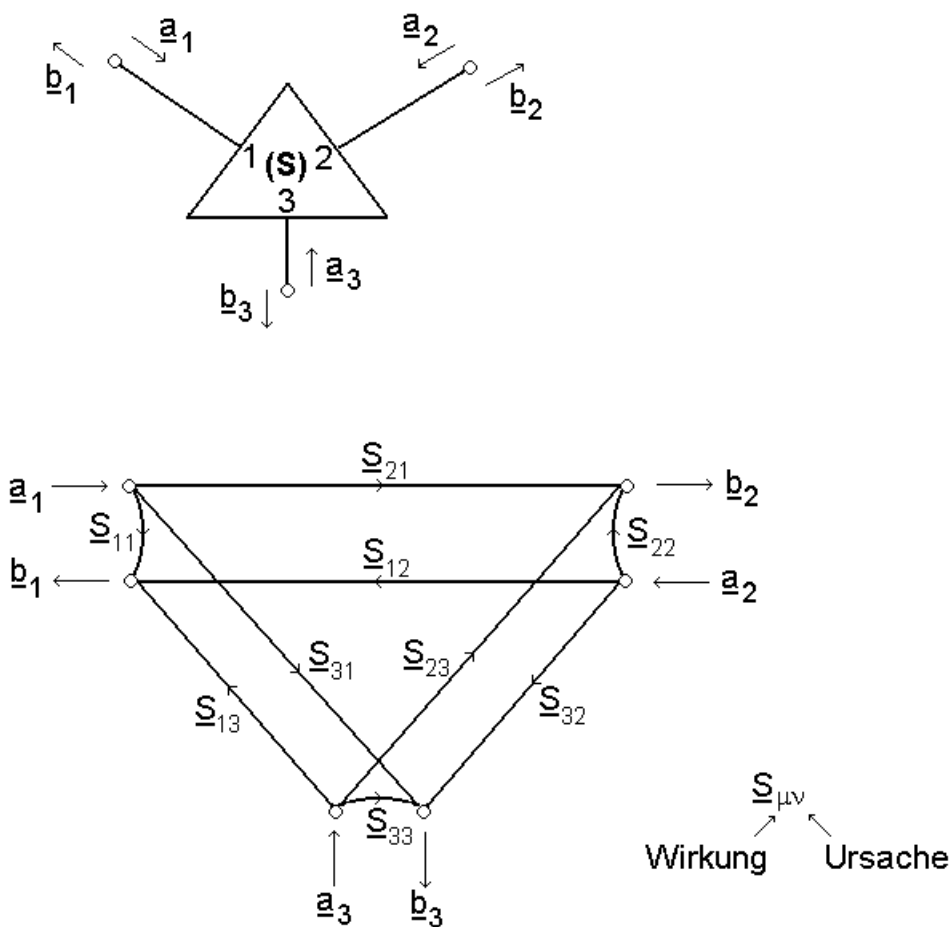 a1 a2
b1 b2
1 (S) 2
3
a3
b3
S21
a1 b2
S11 S22
S12
b1 a2
S31 S23
S13 S32
Sμν
S33
Wirkung Ursache
a3 b3